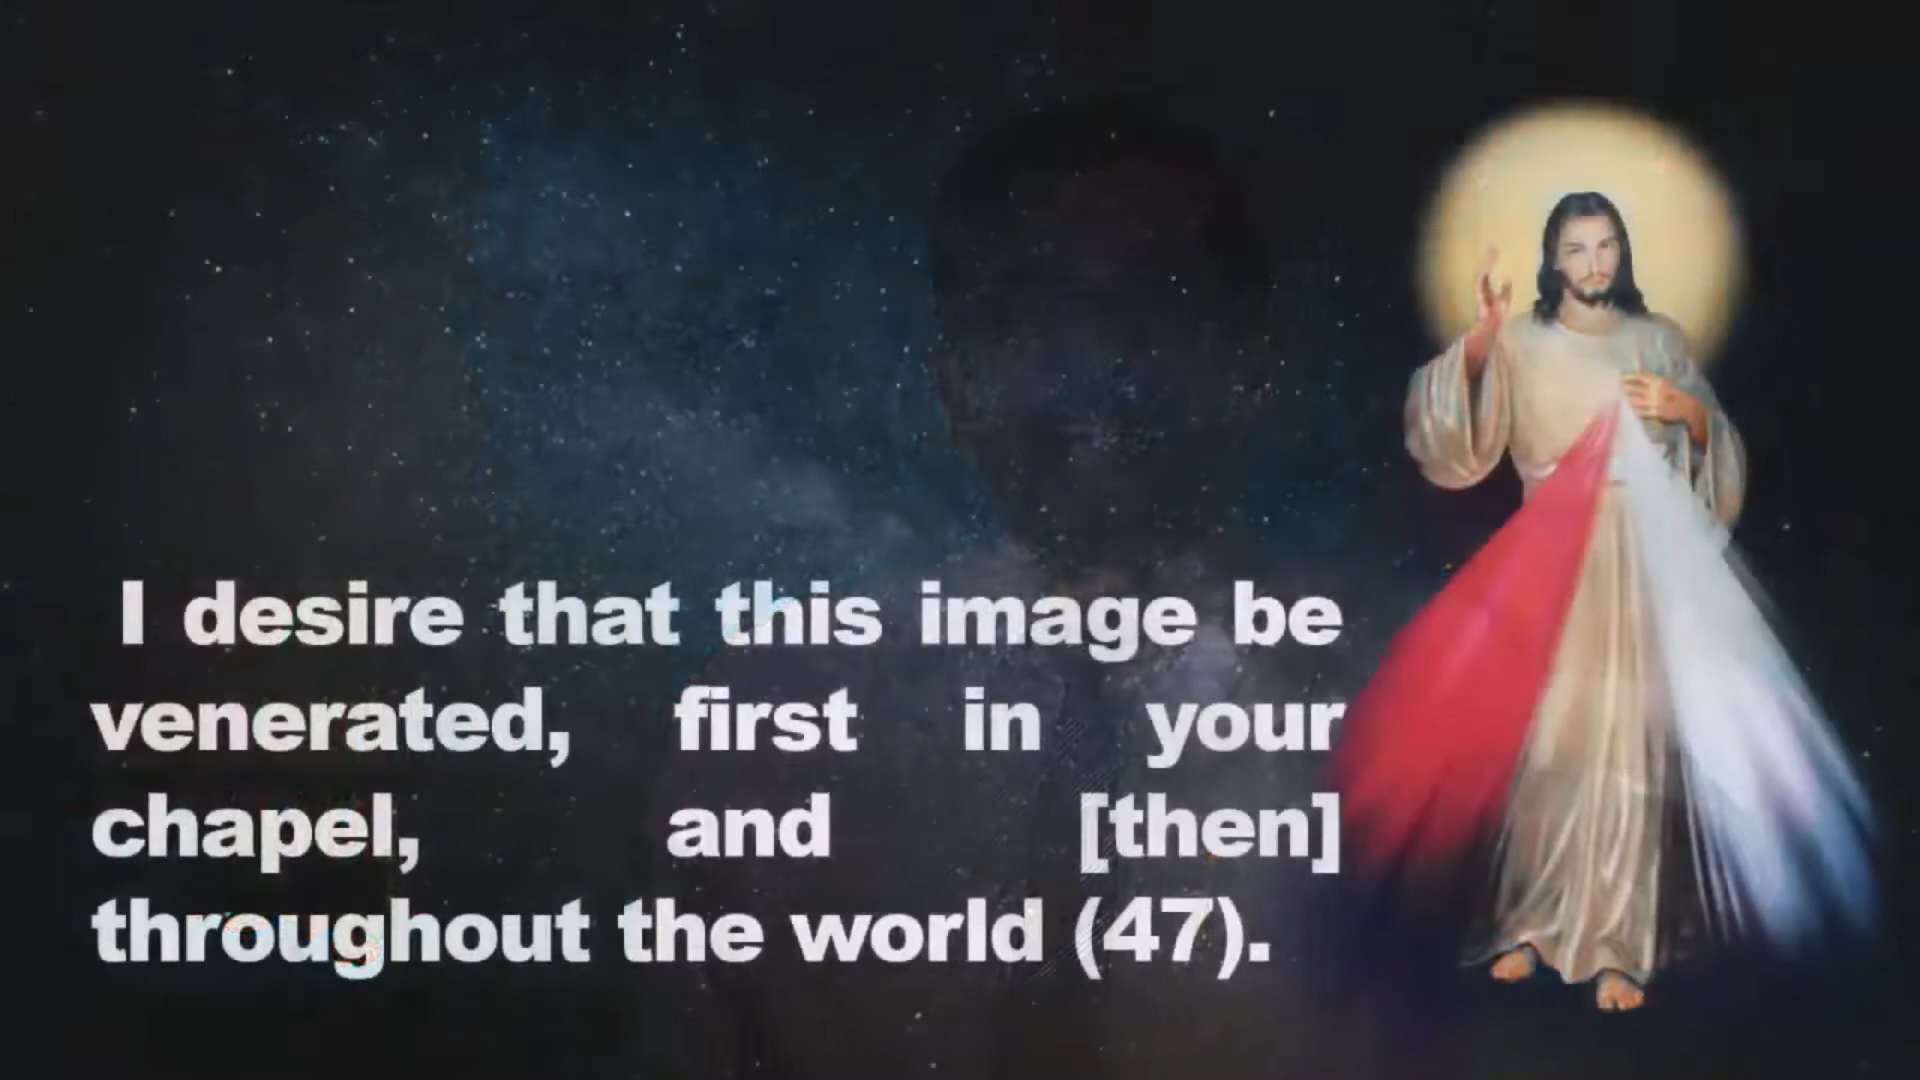 I desire that this image be
venerated, first in your
chapel, and [then]
throughout the world (47).